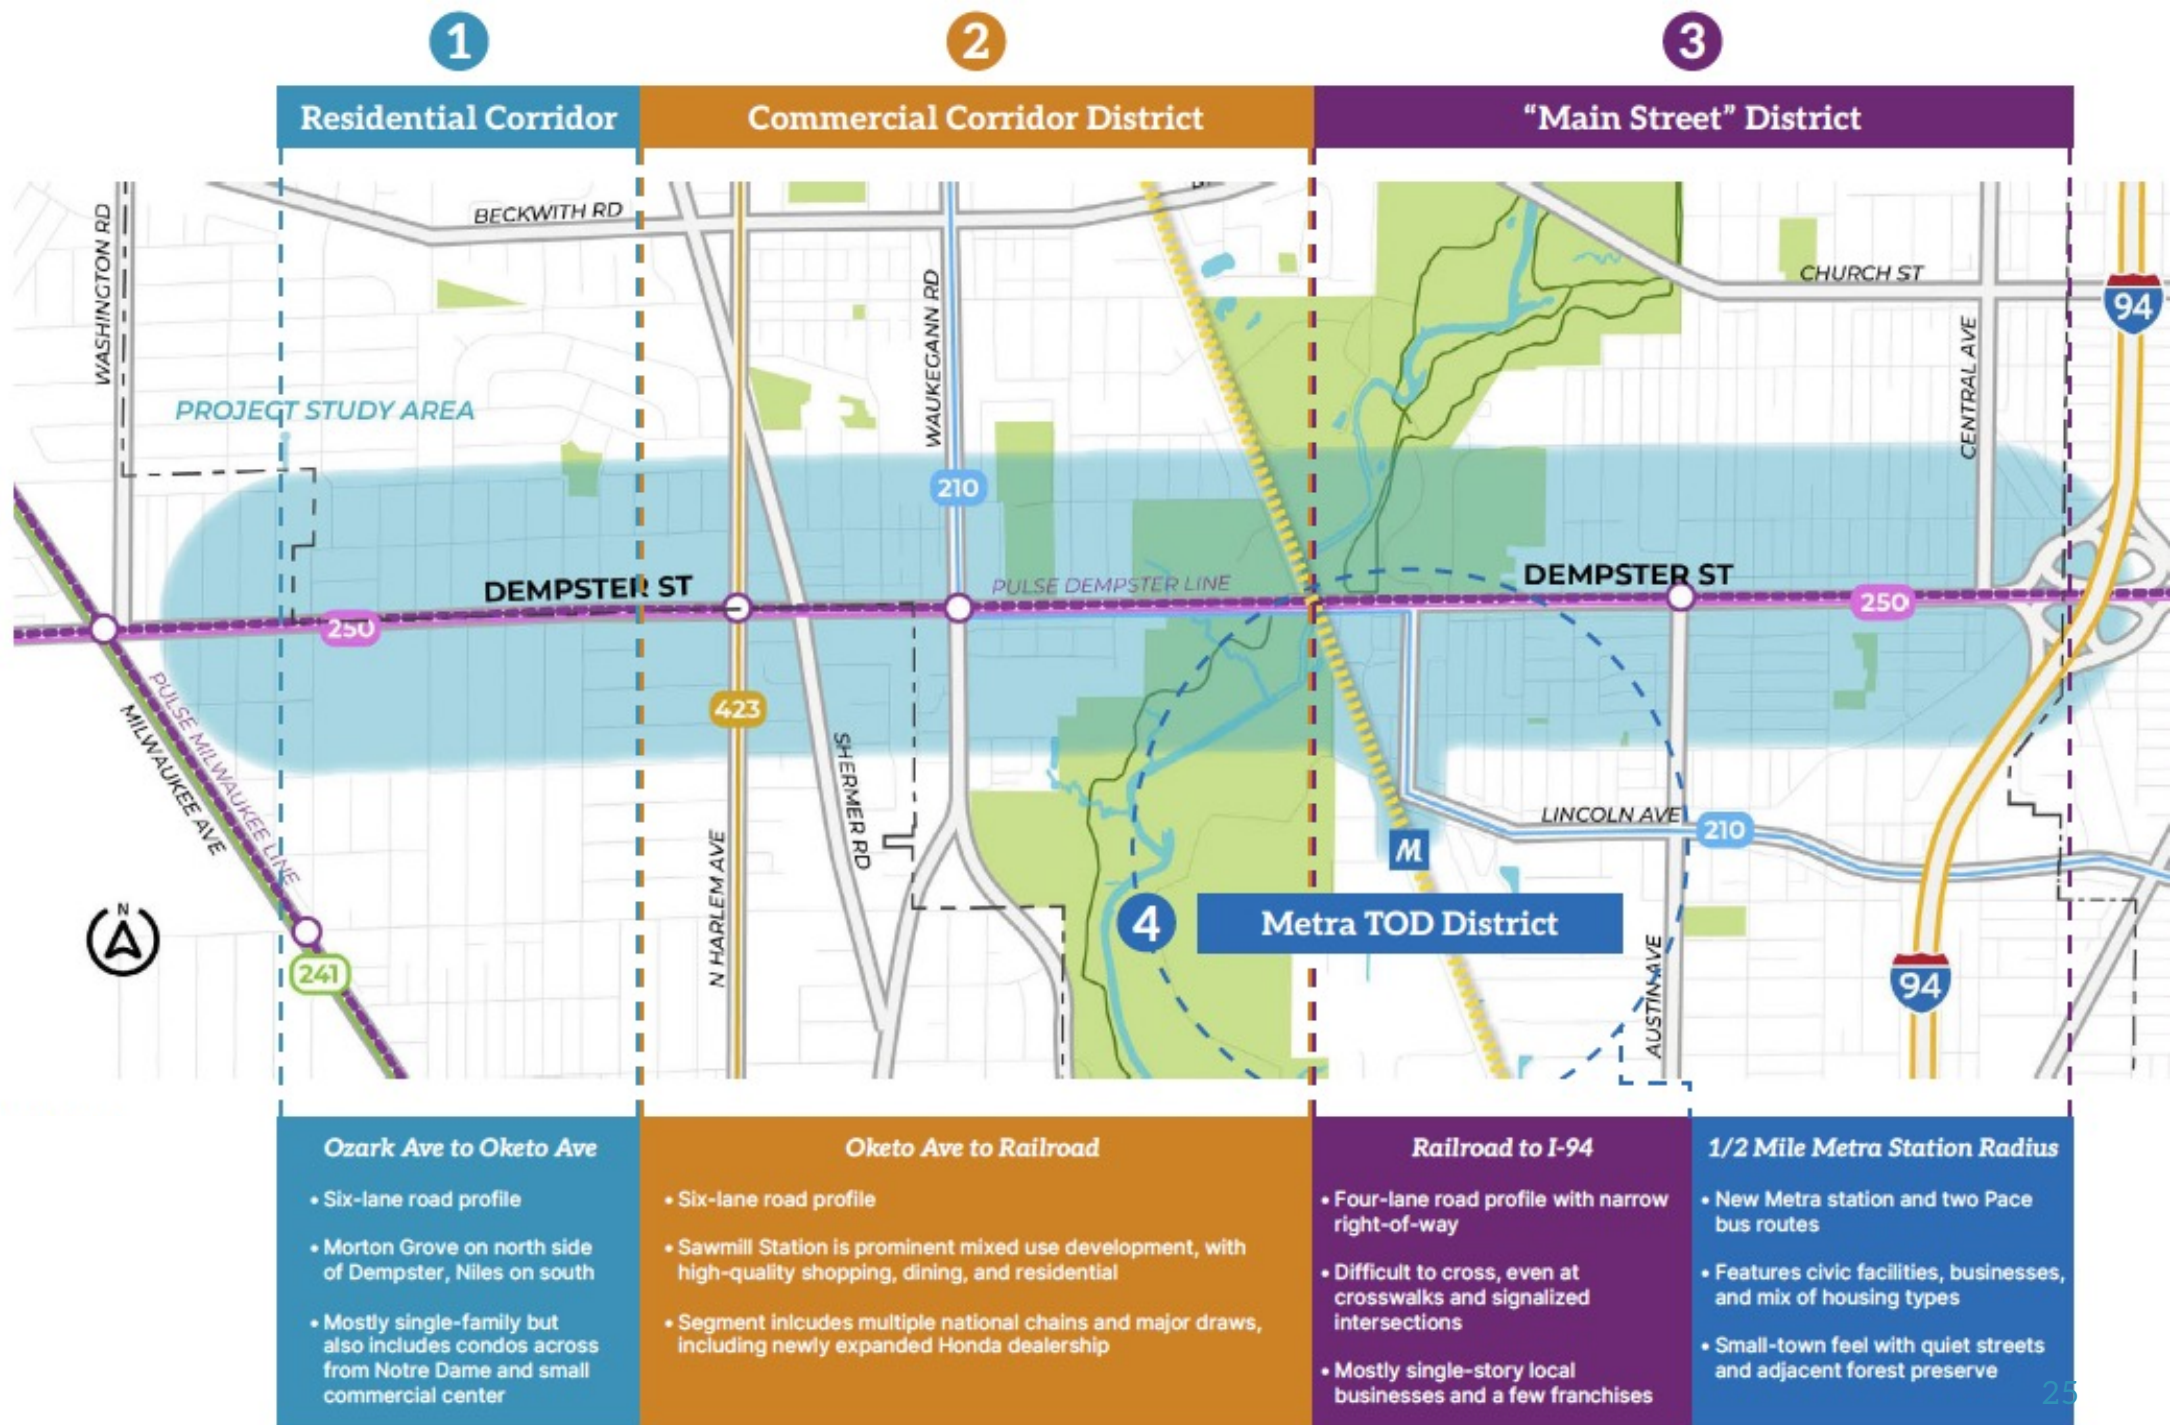 1
2
3
Residential Corridor
Commercial Corridor District
“Main Street” District
WASHINGTON RD
BECKWITH RD
WAUKEGANN RD
CHURCH ST
94
CENTRAL AVE
PROJECT STUDY AREA
210
DEMPSTER ST
PULSE DEMPSTER LINE
DEMPSTER ST
250
250
PULSE MILWAUKEE LINE
MILWAUKEE AVE
423
SHERMER RD
N HARLEM AVE
LINCOLN AVE
210
M
4
Metra TOD District
N
241
AUSTIN AVE
94
Ozark Ave to Oketo Ave
• Six-lane road profile
• Morton Grove on north side
of Dempster, Niles on south
• Mostly single-family but
also includes condos across
from Notre Dame and small
commercial center
Oketo Ave to Railroad
• Six-lane road profile
• Sawmill Station is prominent mixed use development, with
high-quality shopping, dining, and residential
• Segment inlcudes multiple national chains and major draws,
including newly expanded Honda dealership
Railroad to I-94
• Four-lane road profile with narrow
right-of-way
• Difficult to cross, even at
crosswalks and signalized
intersections
• Mostly single-story local
businesses and a few franchises
1/2 Mile Metra Station Radius
• New Metra station and two Pace
bus routes
• Features civic facilities, businesses,
and mix of housing types
• Small-town feel with quiet streets
and adjacent forest preserve
25